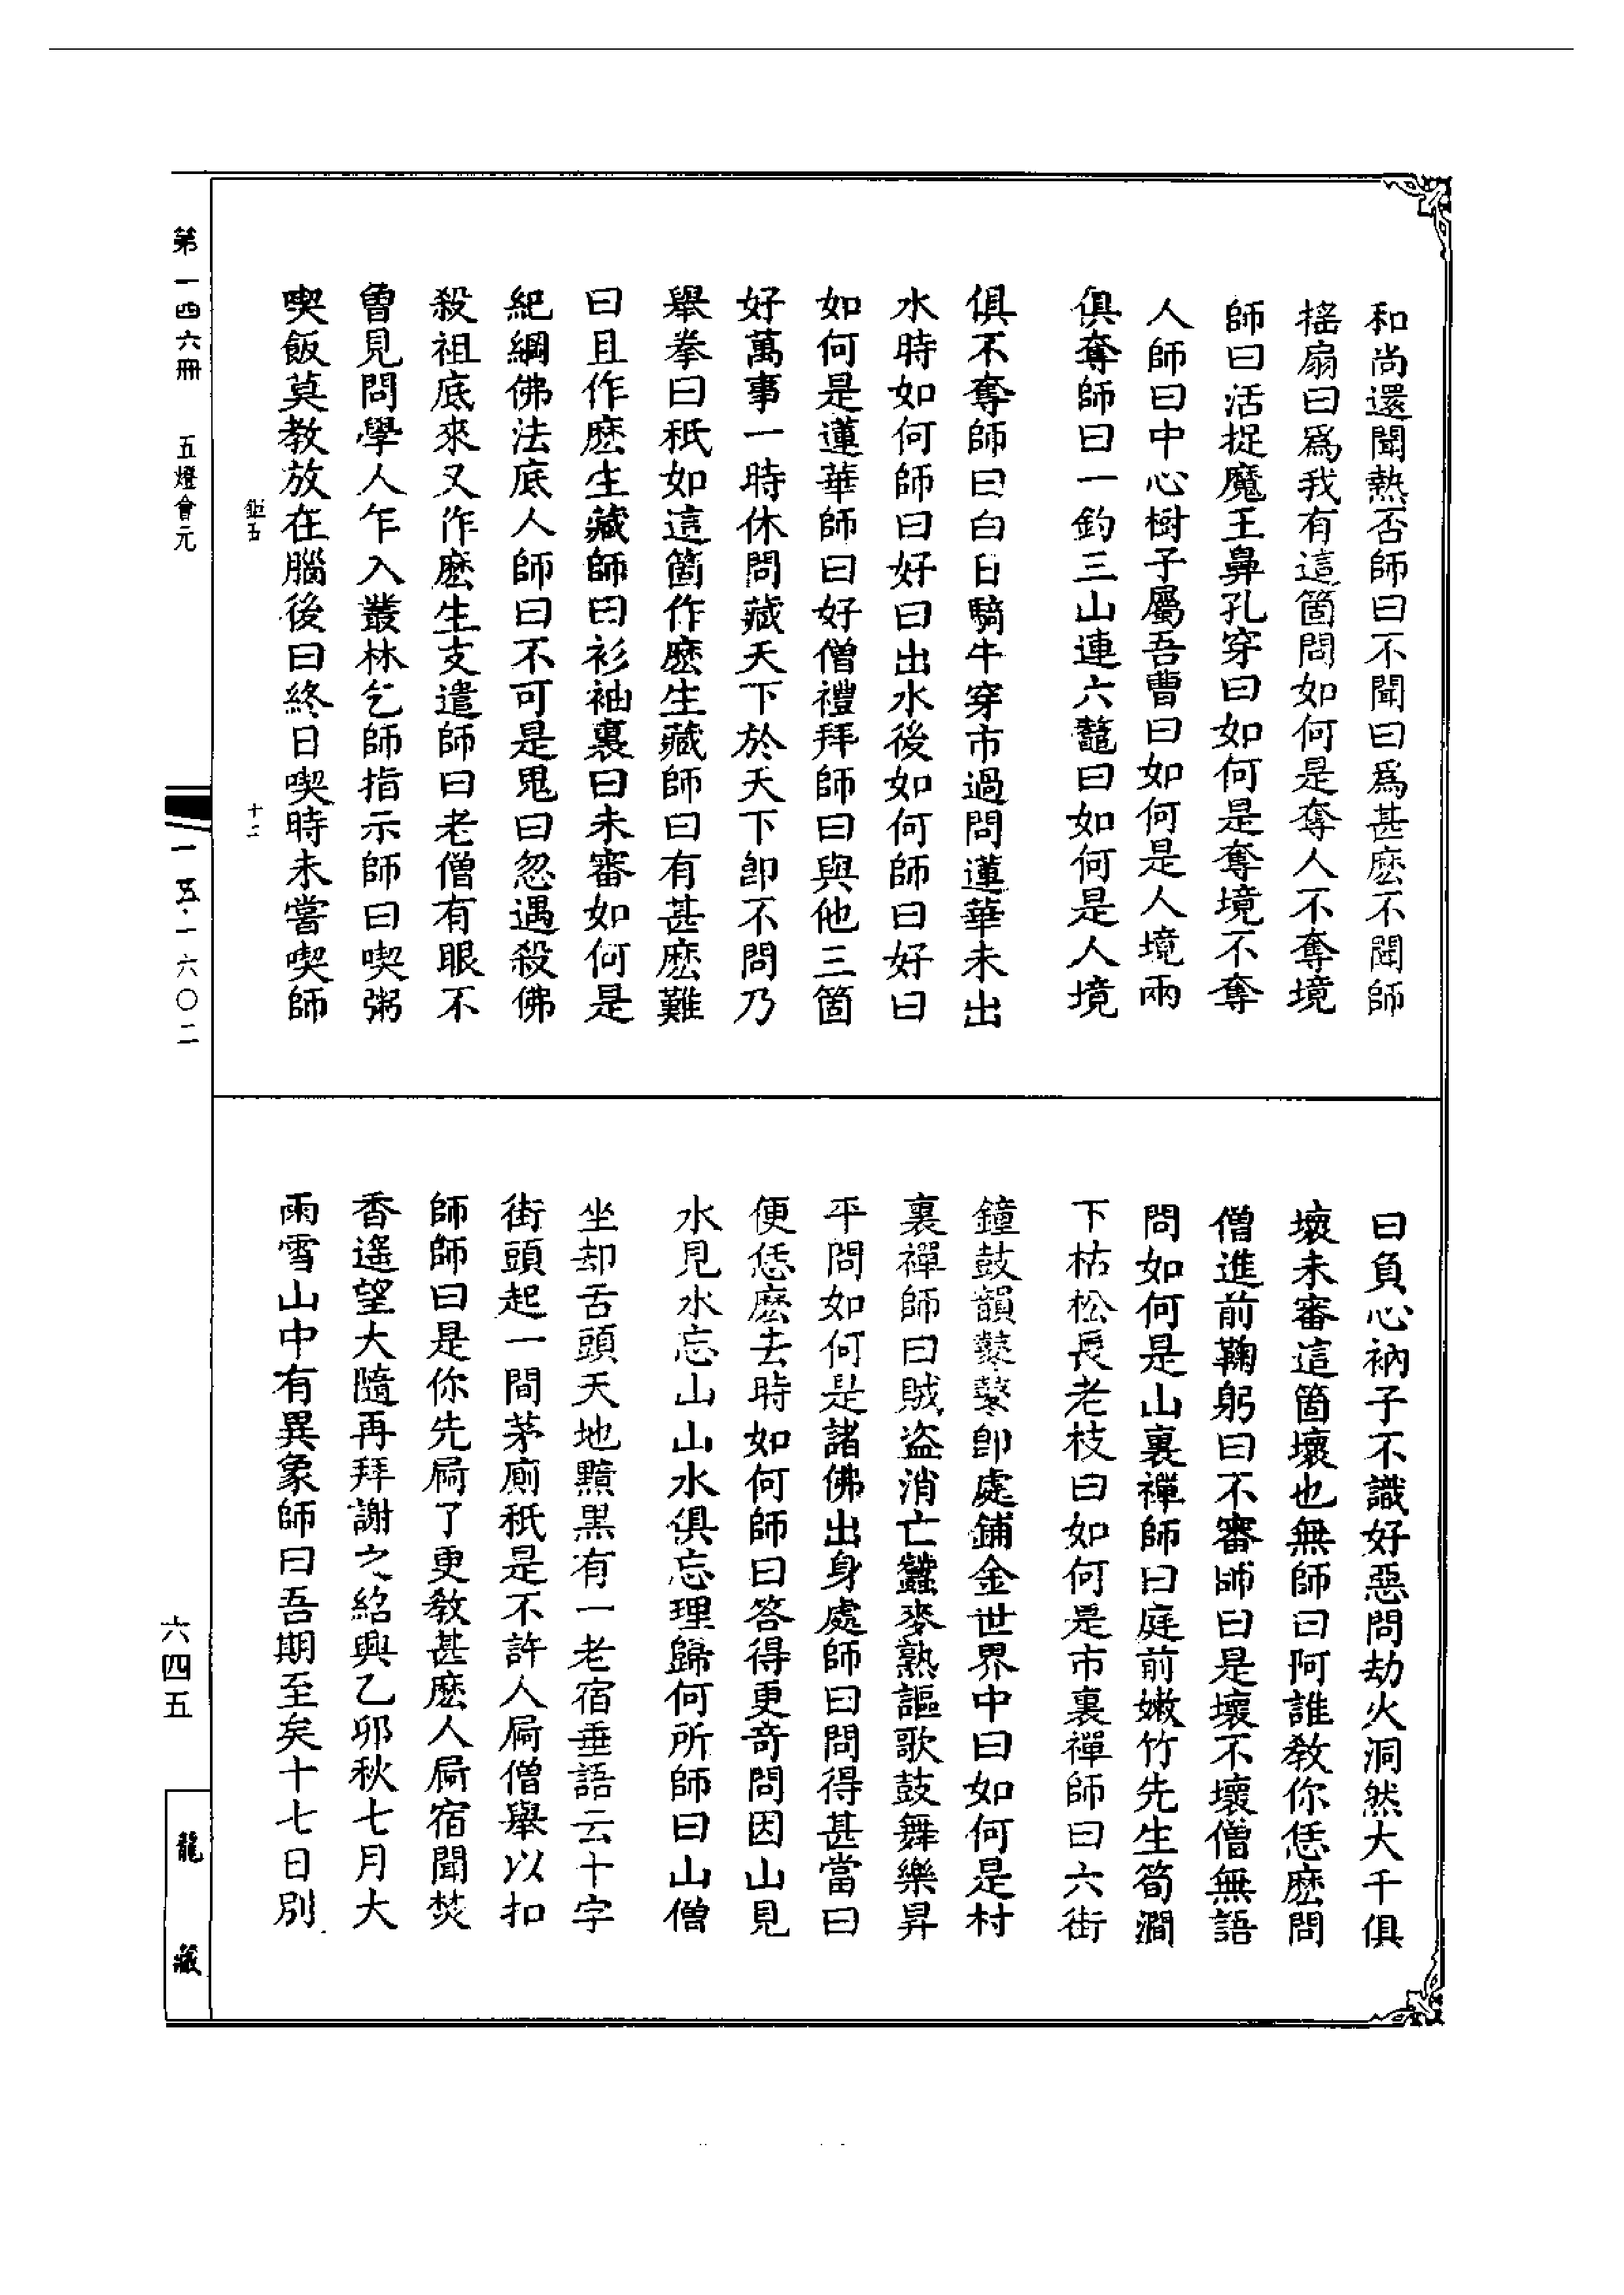 和尚還聞熱否師曰不聞曰爲甚麽不聞師
搖扇曰爲我有這箇問如何是奪人不奪境
師曰活捉魔王鼻孔穿曰如何是奪境不奪
人師曰中心樹子屬吾曹曰如何是人境兩
俱奪師曰一釣三山連六鼇曰如何是人境
俱不奪師曰白日騎牛穿市過問蓮華未出
水時如何師曰好曰出水後如何師曰好曰
如何是蓮華師曰好僧禮拜師曰與他三箇
好萬事一時休問藏天下於天下即不問乃
舉拳曰秖如這箇作麽生藏師曰有甚麽難
曰且作麽生藏師曰衫袖裏曰未審如何是
紀綱佛法底人師曰不可是鬼曰忽遇殺佛
殺祖底來又作麽生支遣師曰老僧有眼不
曾見問學人乍入叢林乞師指示師曰喫粥
喫飯莫教放在腦後曰終日喫時未嘗喫師
曰負心衲子不識好惡問劫火洞然大千俱
壞未審這箇壞也無師曰阿誰教你恁麽問
僧進前鞠躬曰不審師曰是壞不壞僧無語
問如何是山裏禪師曰庭前嫩竹先生筍澗
下枯松長老枝曰如何是市裏禪師曰六街
鐘鼓韻鼕鼕即處鋪金世界中曰如何是村
裏禪師曰賊盜消亡蠶麥熟謳歌鼓舞樂昇
平問如何是諸佛出身處師曰問得甚當曰
便恁麽去時如何師曰答得更奇問因山見
水見水忘山山水俱忘理歸何所師曰山僧
坐却舌頭天地黯黒有一老宿垂語云十字
街頭起一間茅廁秖是不許人屙僧舉以扣
師師曰是你先屙了更教甚麽人屙宿聞焚
香遙望大隨再拜謝之紹興乙卯秋七月大
雨雪山中有異象師曰吾期至矣十七日別
第一四六冊 五燈會元
鉅五 十二
一一五·一六〇二
六四五
龍藏